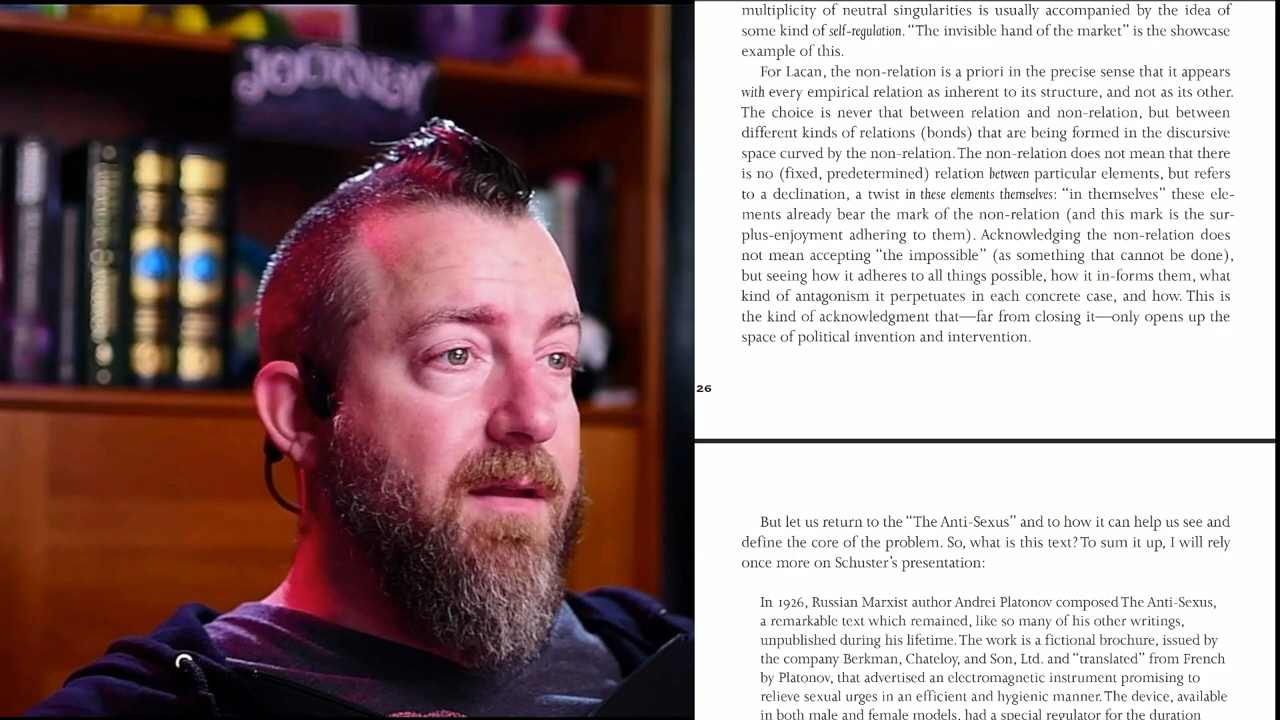 JOURNEY
multiplicity of neutral singularities is usually accompanied by the idea of
some kind of self-regulation. “The invisible hand of the market” is the showcase
example of this.
For Lacan, the non-relation is a priori in the precise sense that it appears
with every empirical relation as inherent to its structure, and not as its other.
The choice is never that between relation and non-relation, but between
different kinds of relations (bonds) that are being formed in the discursive
space curved by the non-relation. The non-relation does not mean that there
is no (fixed, predetermined) relation between particular elements, but refers
to a declination, a twist in these elements themselves: “in themselves” these ele-
ments already bear the mark of the non-relation (and this mark is the sur-
plus-enjoyment adhering to them). Acknowledging the non-relation does
not mean accepting “the impossible” (as something that cannot be done),
but seeing how it adheres to all things possible, how it in-forms them, what
kind of antagonism it perpetuates in each concrete case, and how. This is
the kind of acknowledgment that—far from closing it—only opens up the
space of political invention and intervention.
26
But let us return to the “The Anti-Sexus” and to how it can help us see and
define the core of the problem. So, what is this text? To sum it up, I will rely
once more on Schuster’s presentation:
In 1926, Russian Marxist author Andrei Platonov composed The Anti-Sexus,
a remarkable text which remained, like so many of his other writings,
unpublished during his lifetime. The work is a fictional brochure, issued by
the company Berkman, Chateloy, and Son, Ltd. and “translated” from French
by Platonov, that advertised an electromagnetic instrument promising to
relieve sexual urges in an efficient and hygienic manner. The device, available
in both male and female models, had a special regulator for the duration